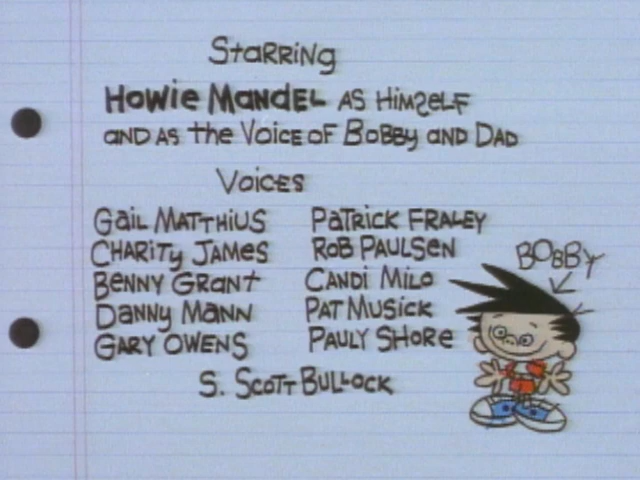 Starring
Howie Mandel as Himself
and as the Voice of Bobby and Dad
Voices
Gail Matthius Patrick Fraley
Charity James Rob Paulsen
Benny Grant Candi Milo
Danny Mann Pat Musick
Gary Owens Pauly Shore
S. Scott Bullock
Bobby